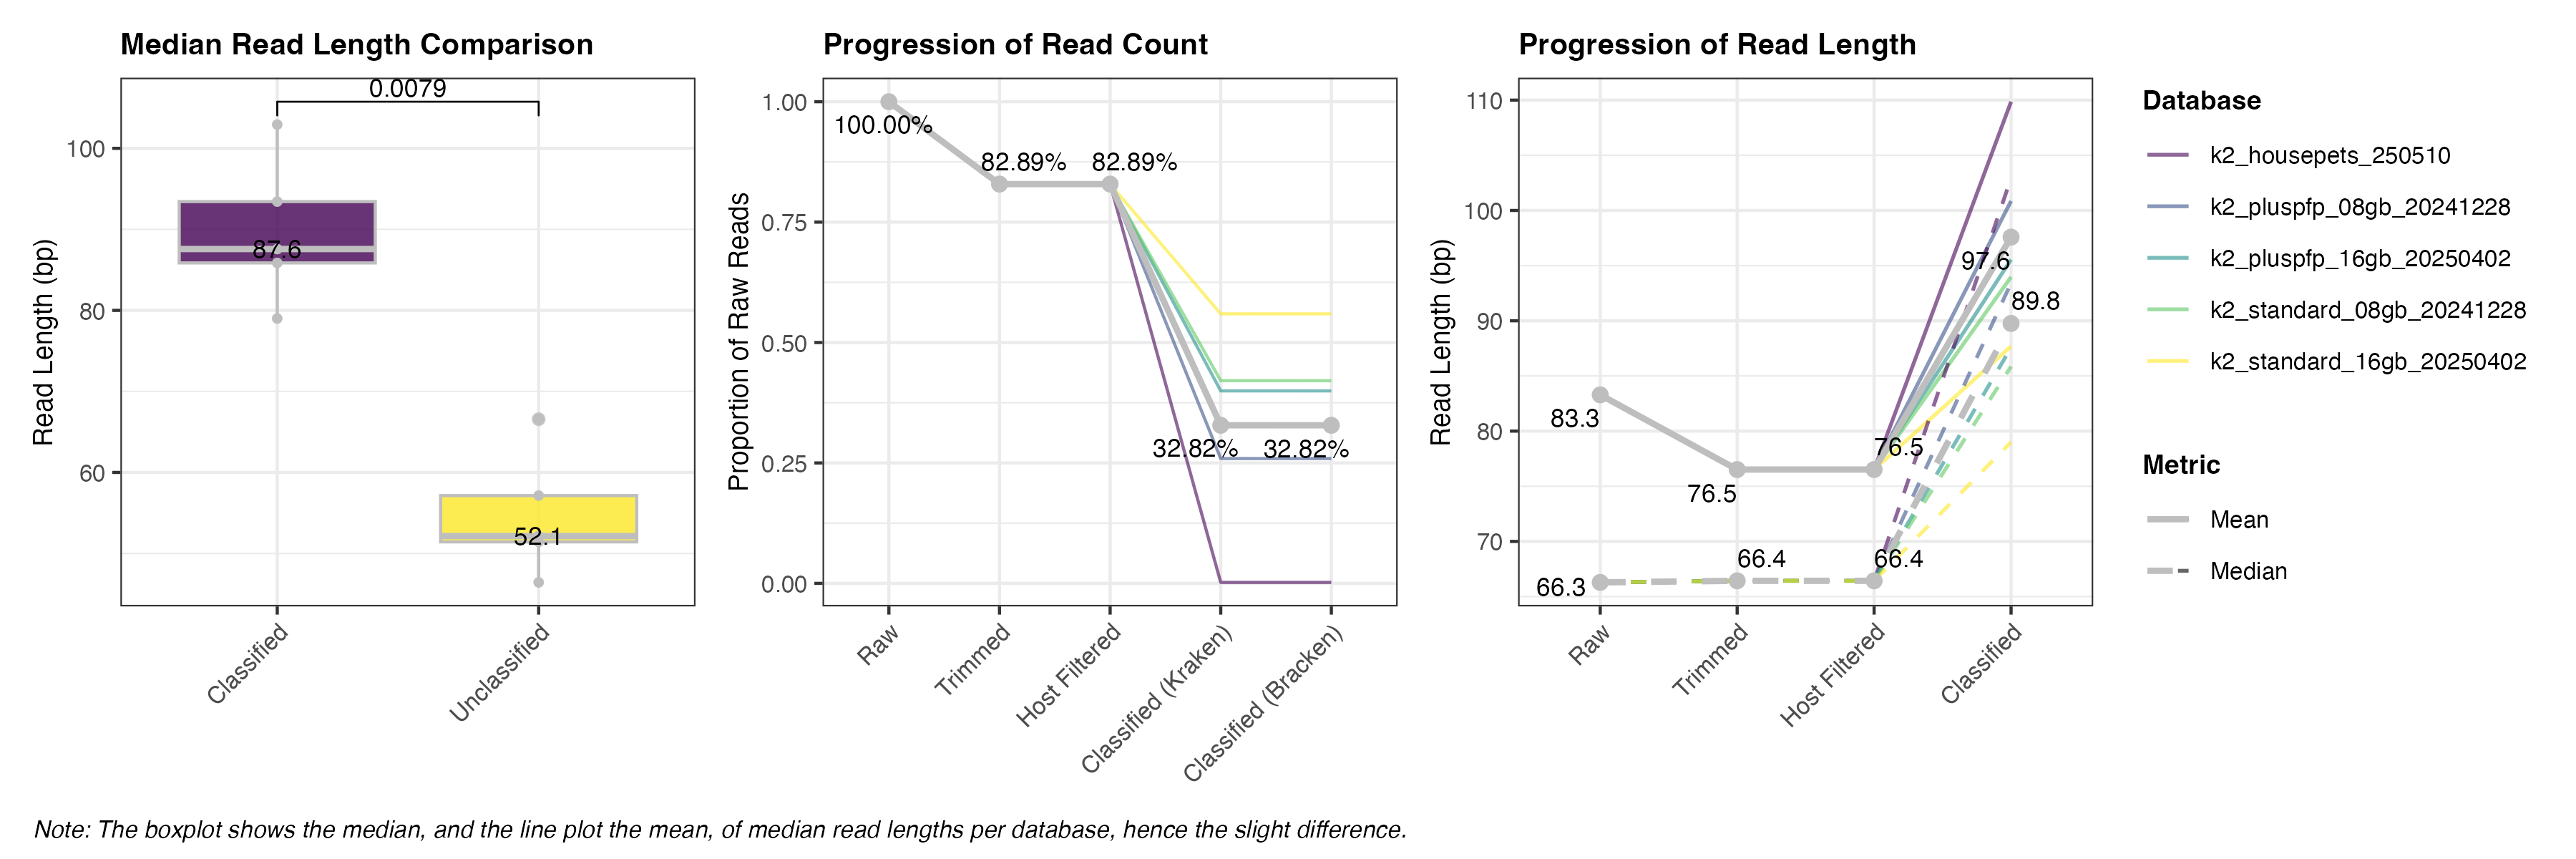 Median Read Length Comparison
Read Length (bp)
100
80
60
0.0079
87.6
52.1
Classified
Unclassified
Progression of Read Count
Proportion of Raw Reads
1.00
0.75
0.50
0.25
0.00
100.00%
82.89%
82.89%
32.82%
32.82%
Raw
Trimmed
Host Filtered
Classified (Kraken)
Classified (Bracken)
Progression of Read Length
Read Length (bp)
110
100
90
80
70
83.3
76.5
76.5
97.6
89.8
66.3
66.4
66.4
Raw
Trimmed
Host Filtered
Classified
Database
k2_housepets_250510
k2_pluspfp_08gb_20241228
k2_pluspfp_16gb_20250402
k2_standard_08gb_20241228
k2_standard_16gb_20250402
Metric
Mean
Median
Note: The boxplot shows the median, and the line plot the mean, of median read lengths per database, hence the slight difference.